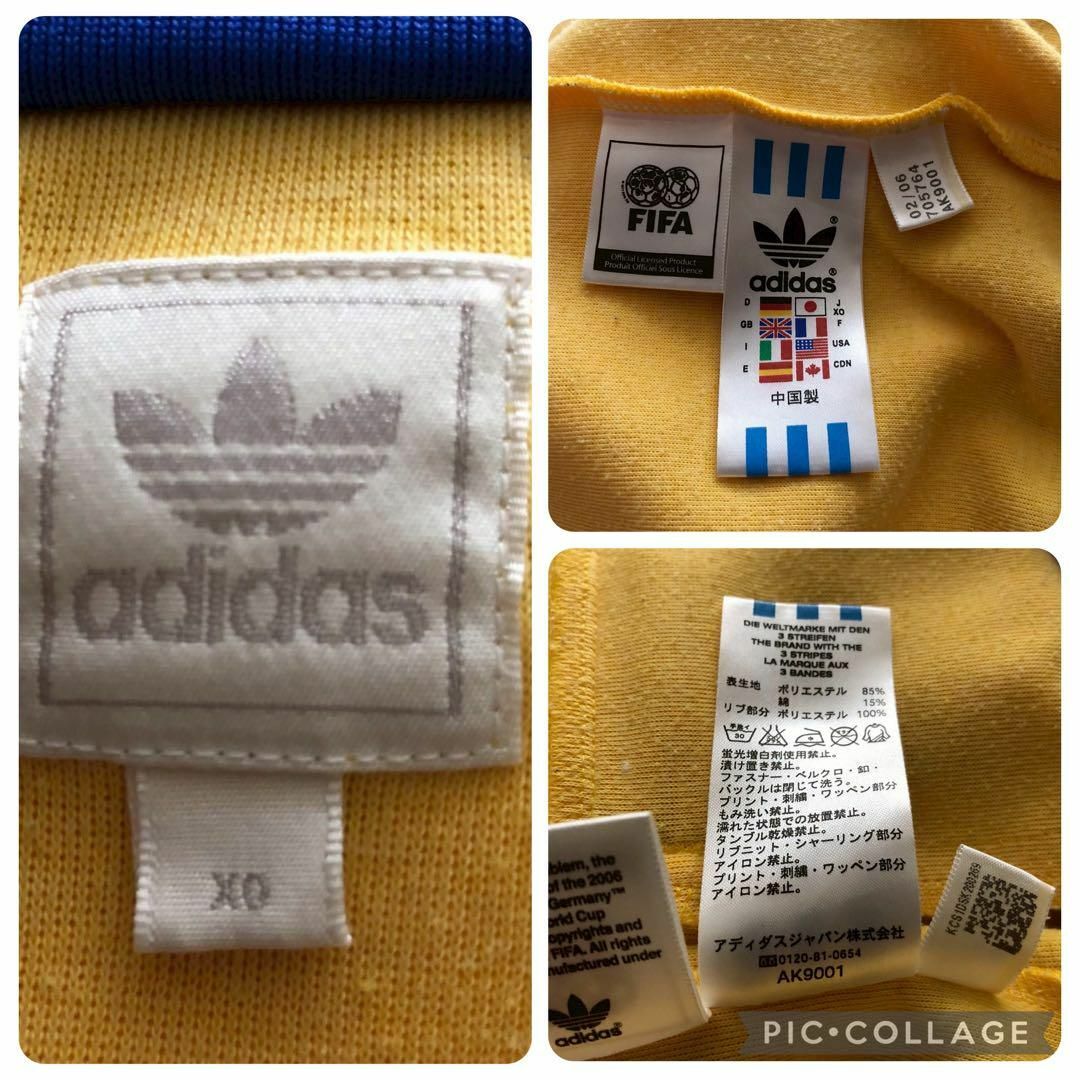 adidas
XO
FIFA
Official Licensed Product
Produit Officiel Sous Licence
adidas
D
J
XO
GB
F
I
USA
E
CDN
中国製
02/06
705764
AK9001
DIE WELTMARKE MIT DEN
3 STREIFEN
THE BRAND WITH THE
3 STRIPES
LA MARQUE AUX
3 BANDES
表生地 ポリエステル 85%
綿 15%
リブ部分 ポリエステル 100%
手洗イ
30
蛍光増白剤使用禁止。
漬け置き禁止。
ファスナー・ベルクロ・釦・
バックルは閉じて洗う。
プリント・刺繍・ワッペン部分
もみ洗い禁止。
濡れた状態での放置禁止。
タンブル乾燥禁止。
リブニット・シャーリング部分
アイロン禁止。
プリント・刺繍・ワッペン部分
アイロン禁止。
アディダスジャパン株式会社
0120-81-0654
AK9001
blem, the
of the 2006
Germany™
orld Cup
opyrights and
FIFA. All rights
nufactured under
adidas
KCS1DSK200269
PIC•COLLAGE